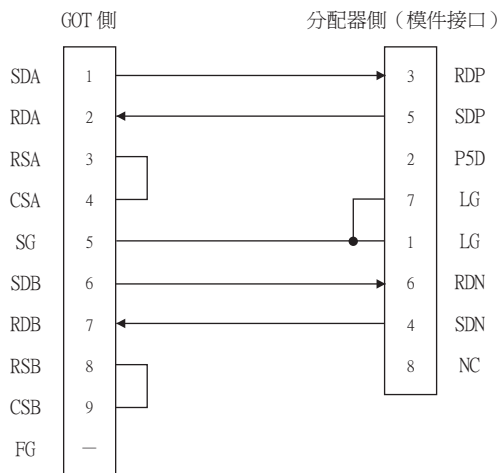 GOT 側 分配器側（模件接口）
SDA 1 3 RDP
RDA 2 5 SDP
RSA 3 2 P5D
CSA 4 7 LG
SG 5 1 LG
SDB 6 6 RDN
RDB 7 4 SDN
RSB 8 8 NC
CSB 9
FG －